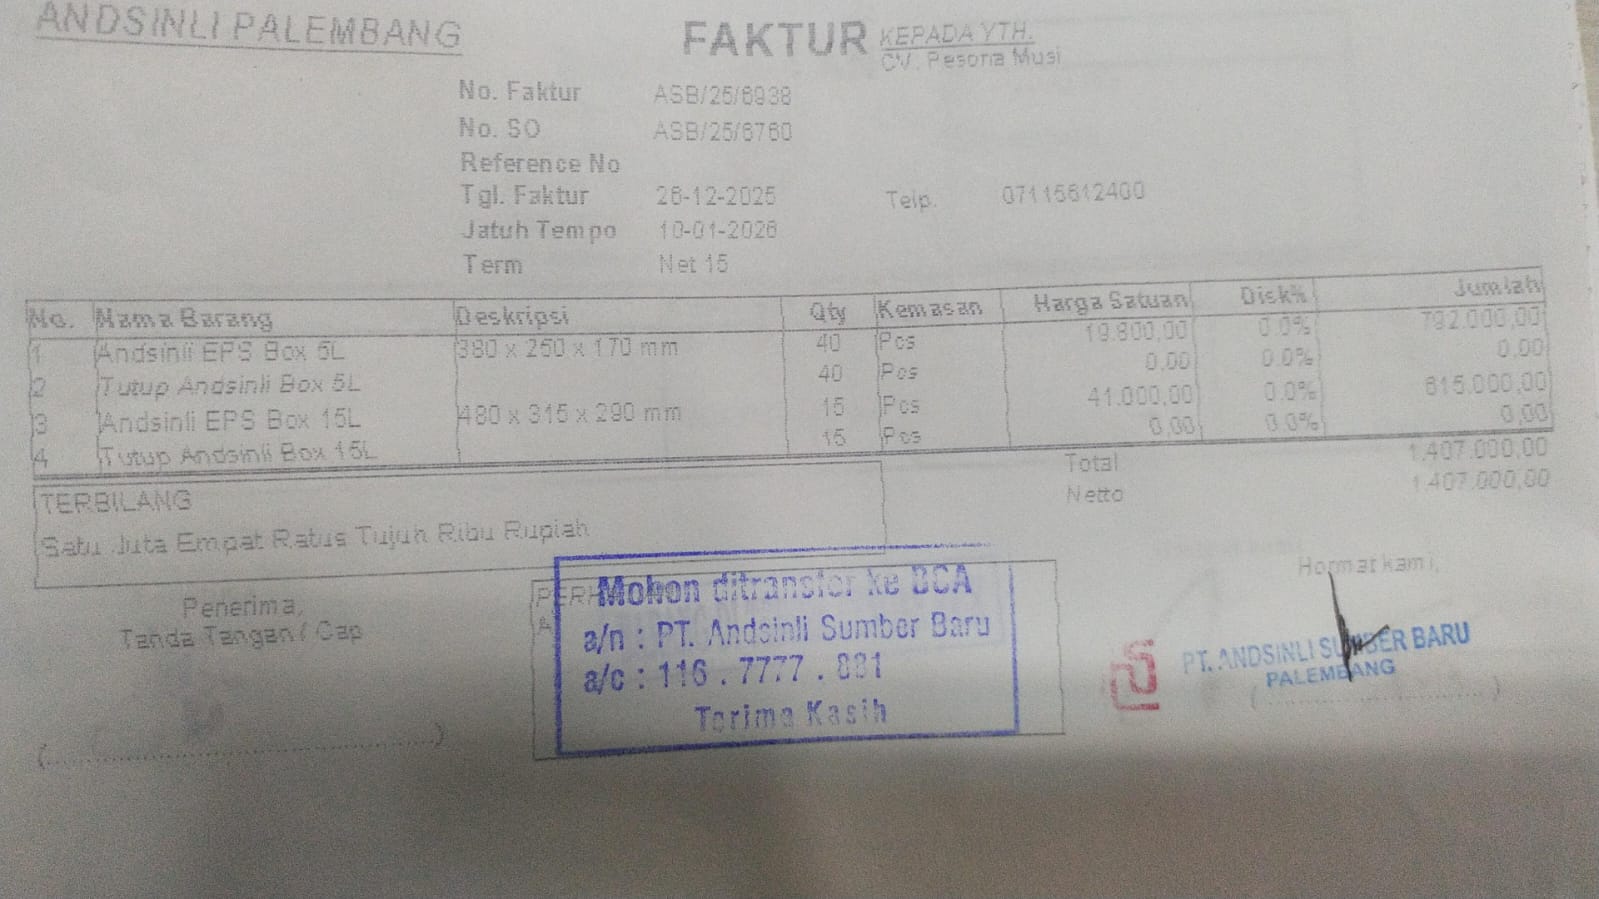 ANDSINLI PALEMBANG
FAKTUR
KEPADA YTH.
CV. Pesona Musi
No. Faktur ASB/25/6938
No. SO ASB/25/6760
Reference No
Tgl. Faktur 26-12-2025
Telp. 07115612400
Jatuh Tempo 10-01-2026
Term Net 15
No. Nama Barang Deskripsi Qty Kemasan Harga Satuan Disk% Jumlah
1 Andsinli EPS Box 5L 380 x 250 x 170 mm 40 Pcs 19.800,00 0.0% 792.000,00
2 Tutup Andsinli Box 5L 40 Pcs 0,00 0.0% 0,00
3 Andsinli EPS Box 15L 480 x 315 x 290 mm 15 Pcs 41.000,00 0.0% 615.000,00
4 Tutup Andsinli Box 15L 15 Pcs 0,00 0.0% 0,00
Total 1.407.000,00
Netto 1.407.000,00
TERBILANG
Satu Juta Empat Ratus Tujuh Ribu Rupiah
Penerima,
Tanda Tangan / Cap
(........................................)
Mohon ditransfer ke BCA
a/n : PT. Andsinli Sumber Baru
a/c : 116 . 7777 . 881
Terima Kasih
Hormat kami,
PT. ANDSINLI SUMBER BARU
PALEMBANG
(........................)